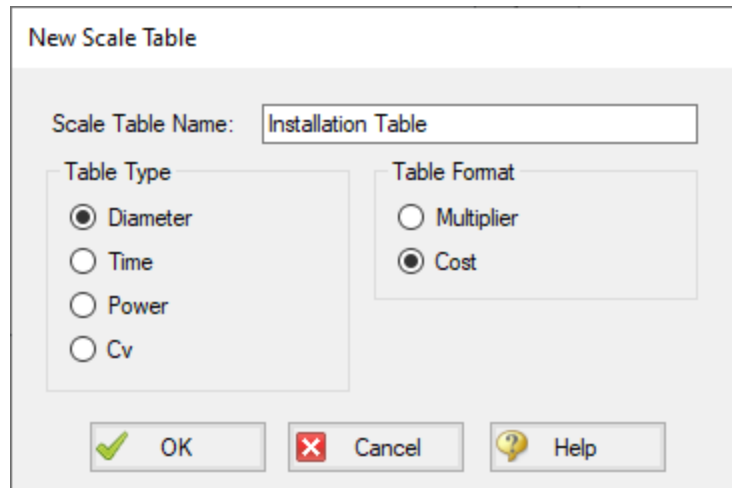 New Scale Table
Scale Table Name: Installation Table
Table Type
Diameter
Time
Power
Cv
Table Format
Multiplier
Cost
OK Cancel Help